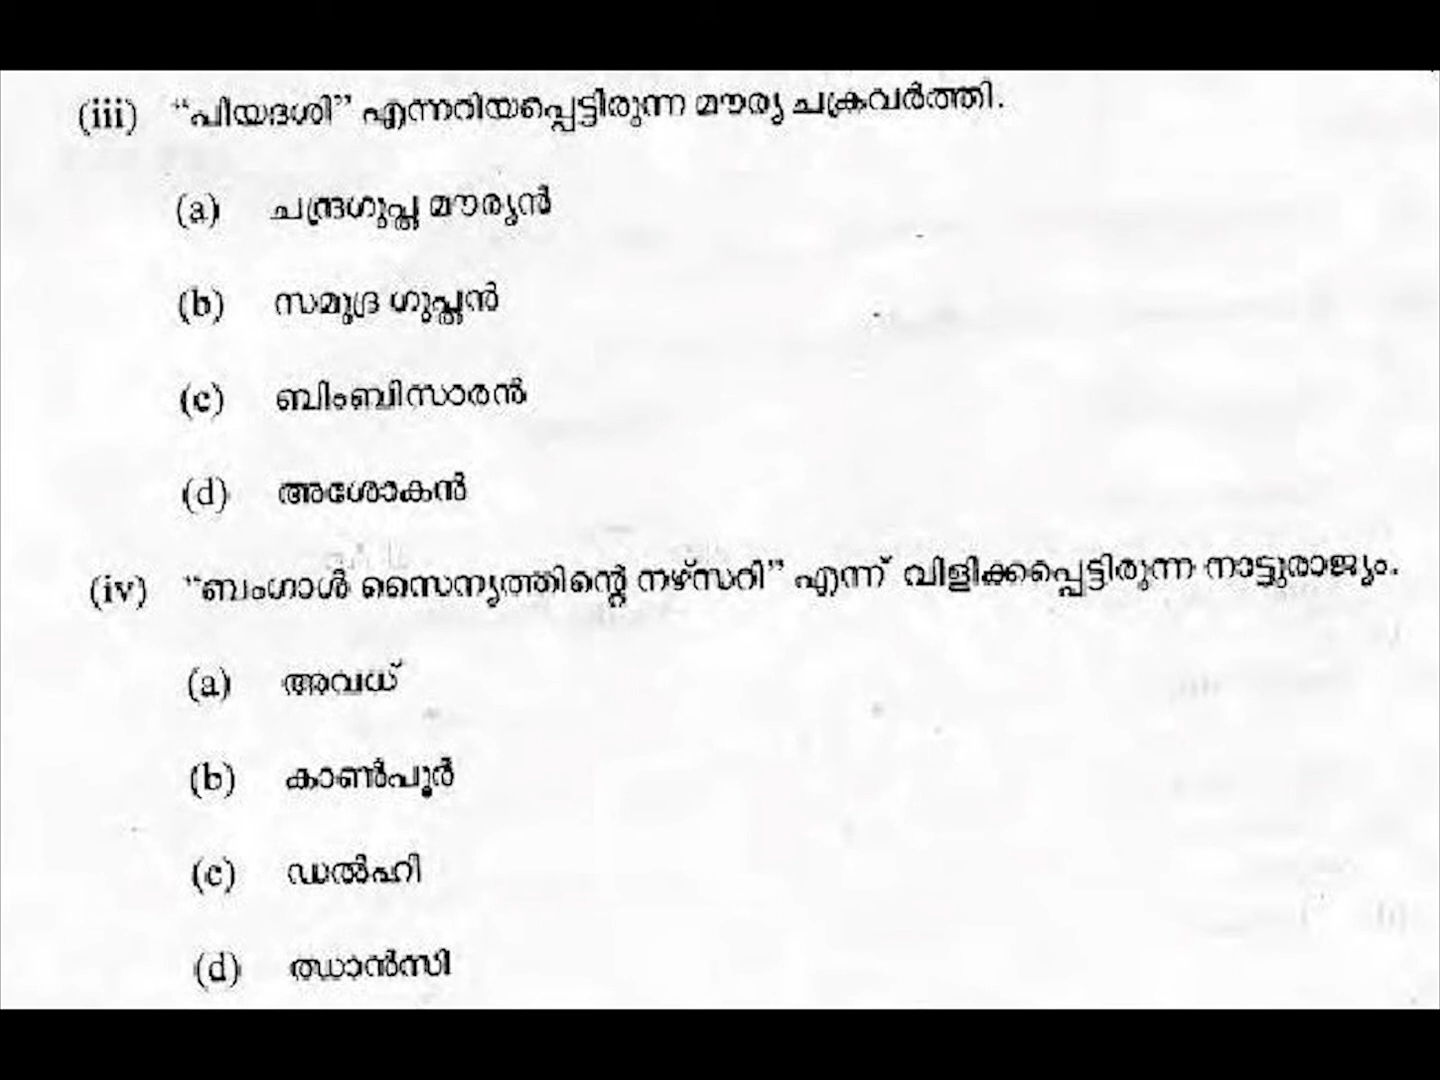 (iii) “പിയദശി” എന്നറിയപ്പെട്ടിരുന്ന മൗര്യ ചക്രവർത്തി.
(a) ചന്ദ്രഗുപ്ത മൗര്യൻ
(b) സമുദ്ര ഗുപ്തൻ
(c) ബിംബിസാരൻ
(d) അശോകൻ
(iv) “ബംഗാൾ സൈന്യത്തിന്റെ നഴ്സറി” എന്ന് വിളിക്കപ്പെട്ടിരുന്ന നാട്ടുരാജ്യം.
(a) അവധ്
(b) കാൺപൂർ
(c) ഡൽഹി
(d) ഝാൻസി